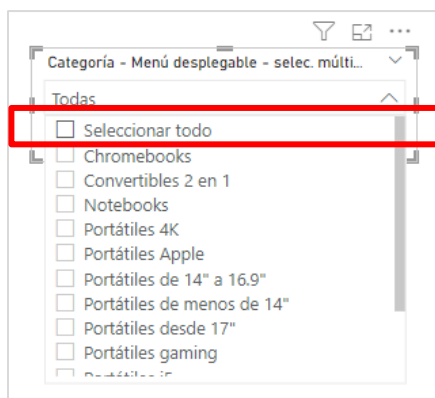 Categoría - Menú desplegable - selec. múlti...
Todas
Seleccionar todo
Chromebooks
Convertibles 2 en 1
Notebooks
Portátiles 4K
Portátiles Apple
Portátiles de 14" a 16.9"
Portátiles de menos de 14"
Portátiles desde 17"
Portátiles gaming